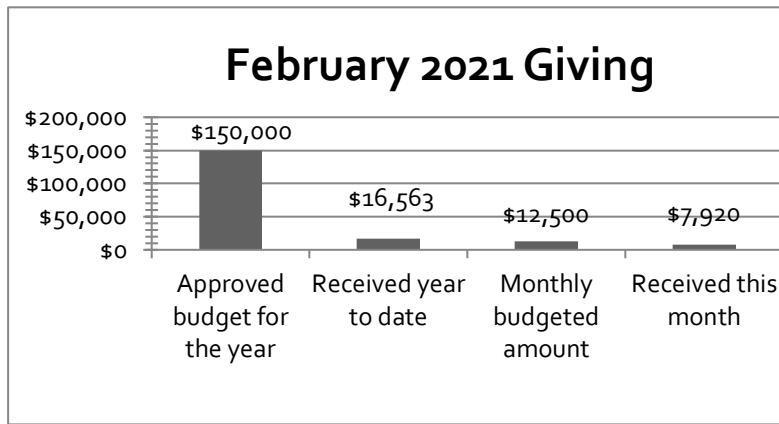 February 2021 Giving
$200,000
$150,000
$100,000
$50,000
$0
$150,000
$16,563
$12,500
$7,920
Approved
budget for
the year
Received year
to date
Monthly
budgeted
amount
Received this
month